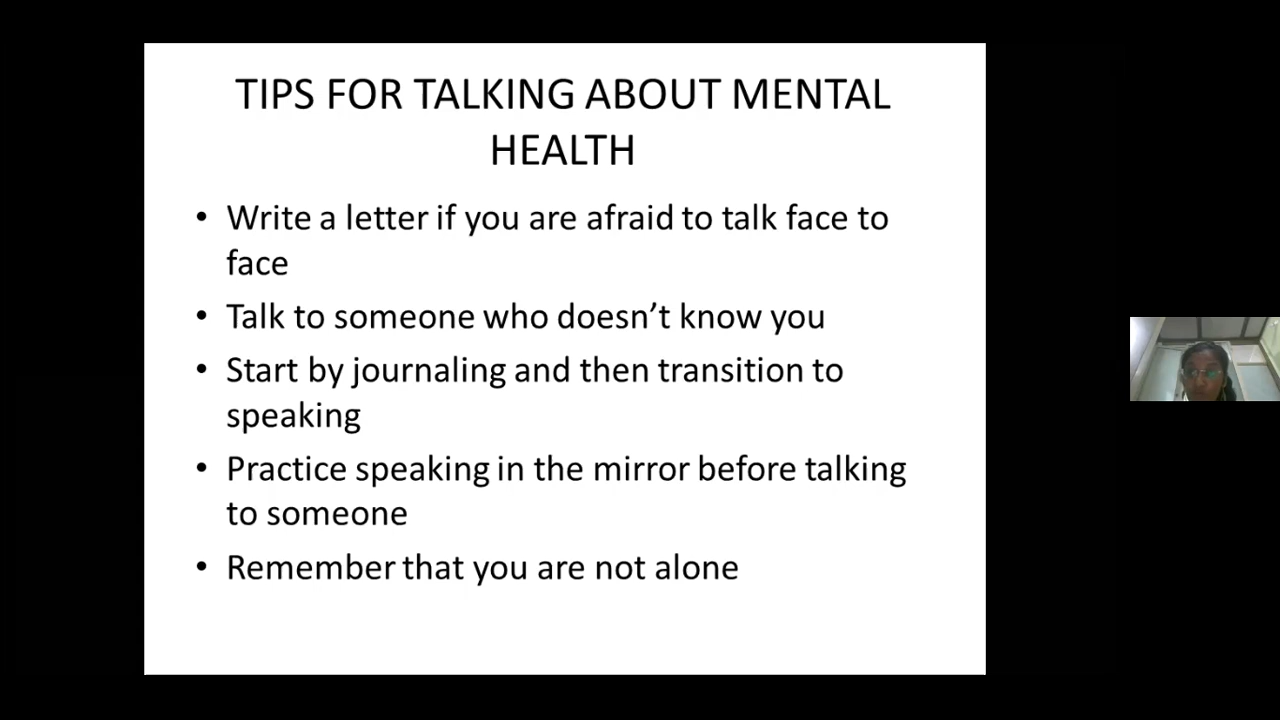 TIPS FOR TALKING ABOUT MENTAL
HEALTH
• Write a letter if you are afraid to talk face to
face
• Talk to someone who doesn’t know you
• Start by journaling and then transition to
speaking
• Practice speaking in the mirror before talking
to someone
• Remember that you are not alone